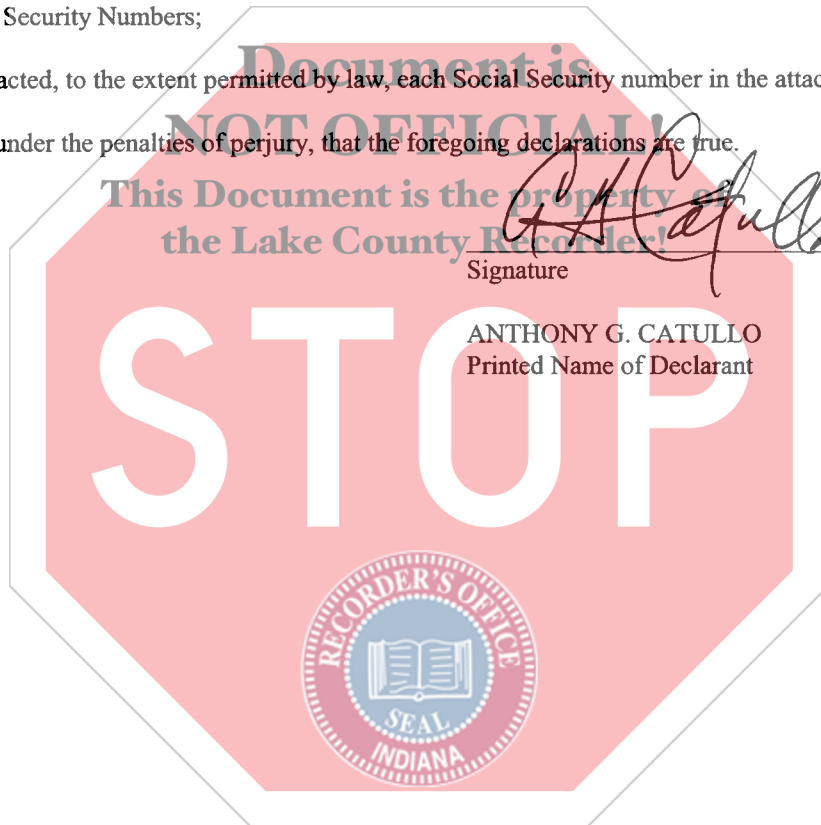 Security Numbers;
Document is
acted, to the extent permitted by law, each Social Security number in the attac
NOT OFFICIAL!
under the penalties of perjury, that the foregoing declarations are true.
This Document is the property of
the Lake County Recorder!
Signature
ANTHONY G. CATULLO
Printed Name of Declarant
STOP
RECORDER'S OFFICE
SEAL
INDIANA